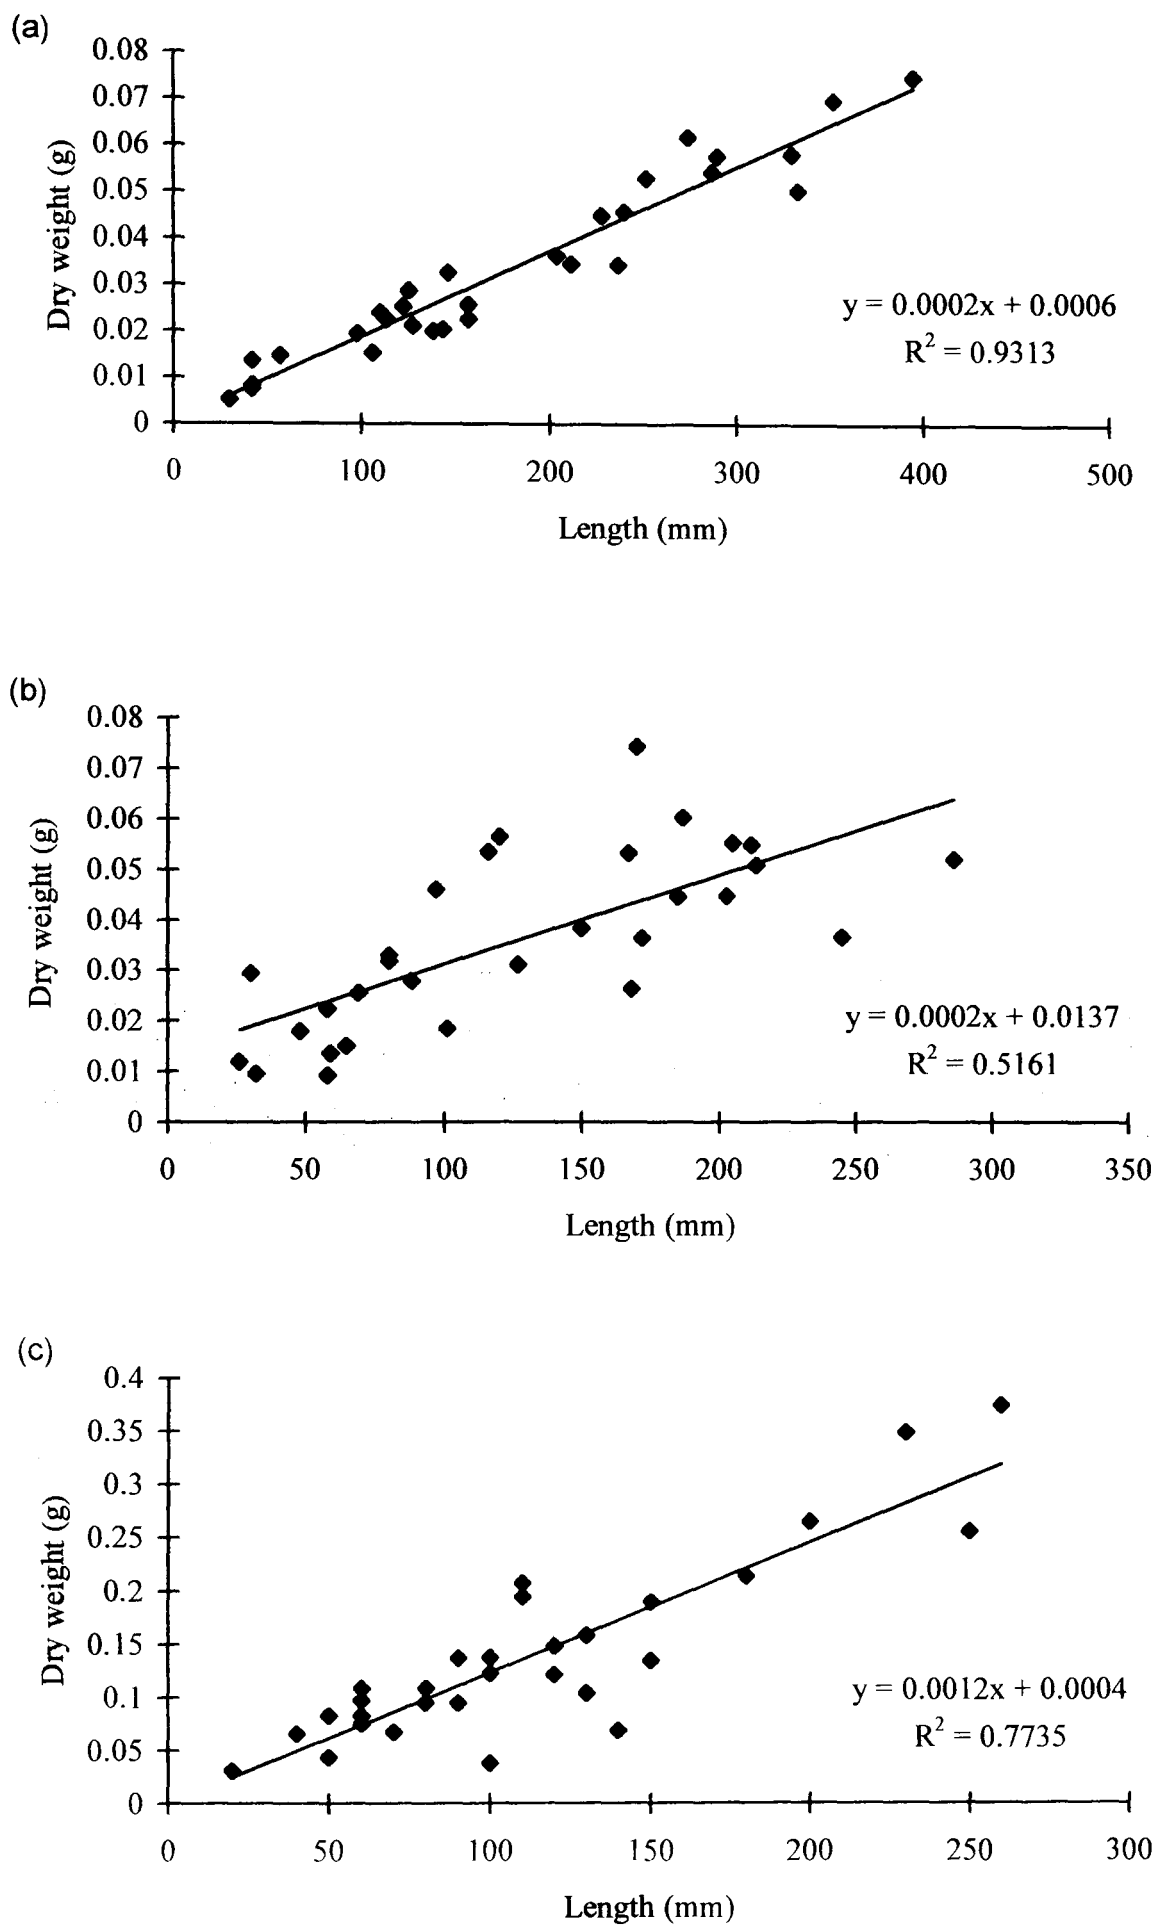 (a)
0.08
0.07
0.06
0.05
0.04
0.03
0.02
0.01
0
Dry weight (g)
y = 0.0002x + 0.0006
R² = 0.9313
0 100 200 300 400 500
Length (mm)
(b)
0.08
0.07
0.06
0.05
0.04
0.03
0.02
0.01
0
Dry weight (g)
y = 0.0002x + 0.0137
R² = 0.5161
0 50 100 150 200 250 300 350
Length (mm)
(c)
0.4
0.35
0.3
0.25
0.2
0.15
0.1
0.05
0
Dry weight (g)
y = 0.0012x + 0.0004
R² = 0.7735
0 50 100 150 200 250 300
Length (mm)